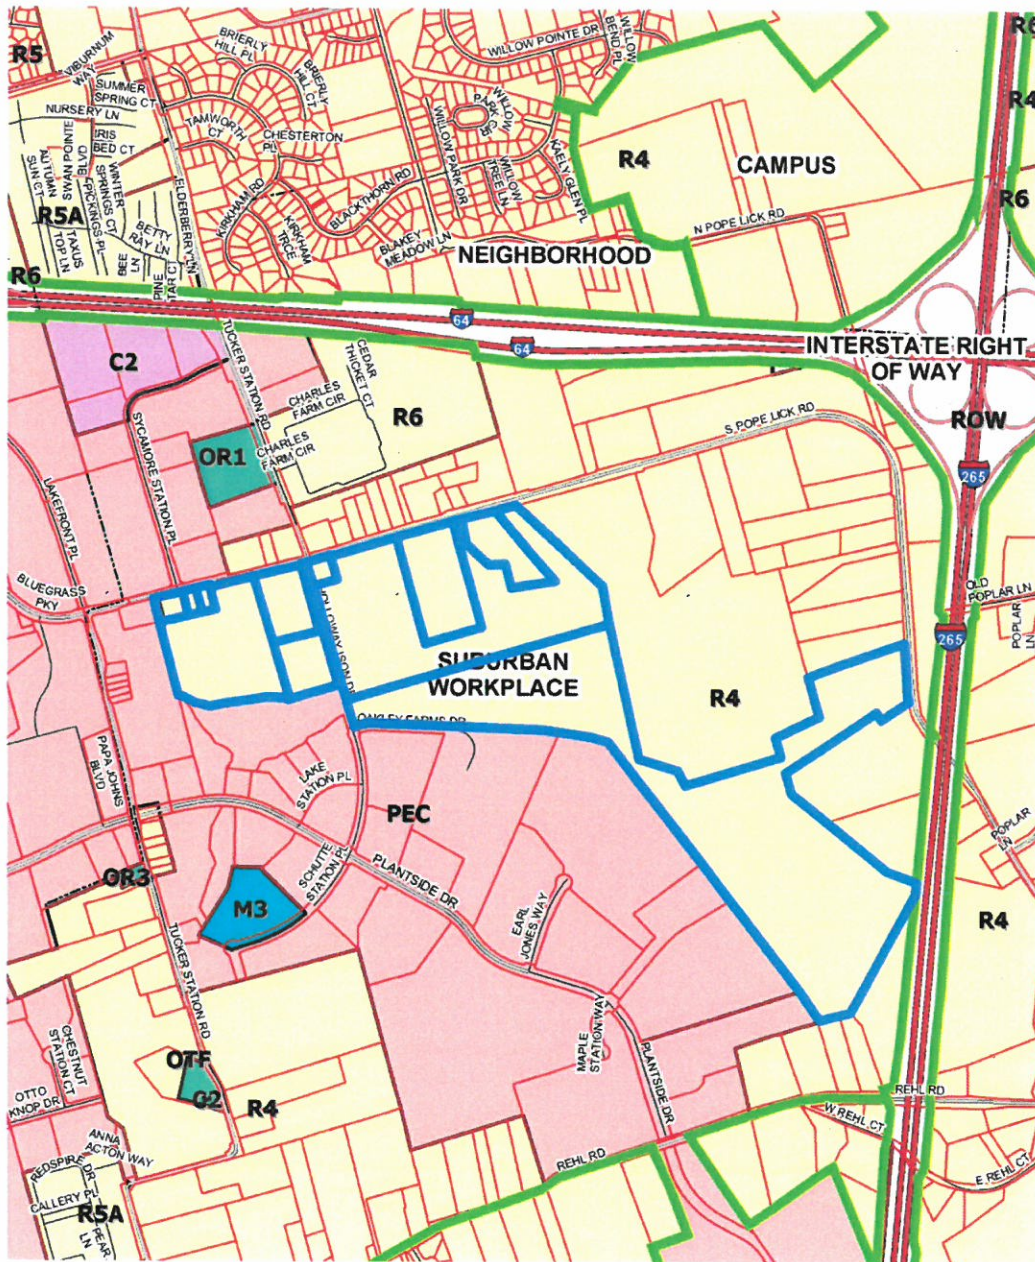 R5
VIBURNUM
WAY
BRIERLY
HILL PL
BRIERLY
HILL CT
SUMMER
SPRING CT
NURSERY LN
IRIS
BED CT
TAMWORTH
CT
CHESTERTON
PL
WILLOW POINTE DR
WILLOW
BEND PL
WILLOW
PARK CIR
WILLOW PARK DR
WILLOW
TREE LN
KAELY GLEN PL
AUTUMN
SUN CT
SWAN POINTE
BLVD
WINTER
SPRINGS CT
PICKINGS PL
R5A
TAXUS
TOP LN
BEE
LN
BETTY
RAY LN
PINE
TAR CT
ELDERBERRY LN
KIRKHAM RD
KIRKHAM
TRCE
BLACKTHORN RD
BLAKEY
MEADOW LN
NEIGHBORHOOD
R4
CAMPUS
N POPE LICK RD
R6
R4
R6
R6
64
64
INTERSTATE RIGHT
OF WAY
ROW
265
C2
TUCKER STATION RD
CEDAR
THICKET CT
CHARLES
FARM CIR
CHARLES
FARM CIR
R6
OR1
SYCAMORE STATION PL
LAKEFRONT PL
BLUEGRASS
PKY
S POPE LICK RD
OLD
POPLAR LN
POPLAR
LN
265
SUBURBAN
WORKPLACE
R4
OAKLEY FARMS DR
PAPA JOHNS
BLVD
LAKE
STATION PL
PEC
SCHUTTE
STATION PL
PLANTSIDE DR
POPLAR
LN
OR3
M3
EARL
JONES WAY
R4
TUCKER STATION RD
MAPLE
STATION WAY
PLANTSIDE DR
CHESTNUT
STATION CT
OTTO
KNOP DR
OTF
C2
R4
REHL RD
W REHL CT
E REHL CT
REHL RD
ANNA
ACTON WAY
REDSPIRE DR
CALLERY PL
R5A
PEAR
LN